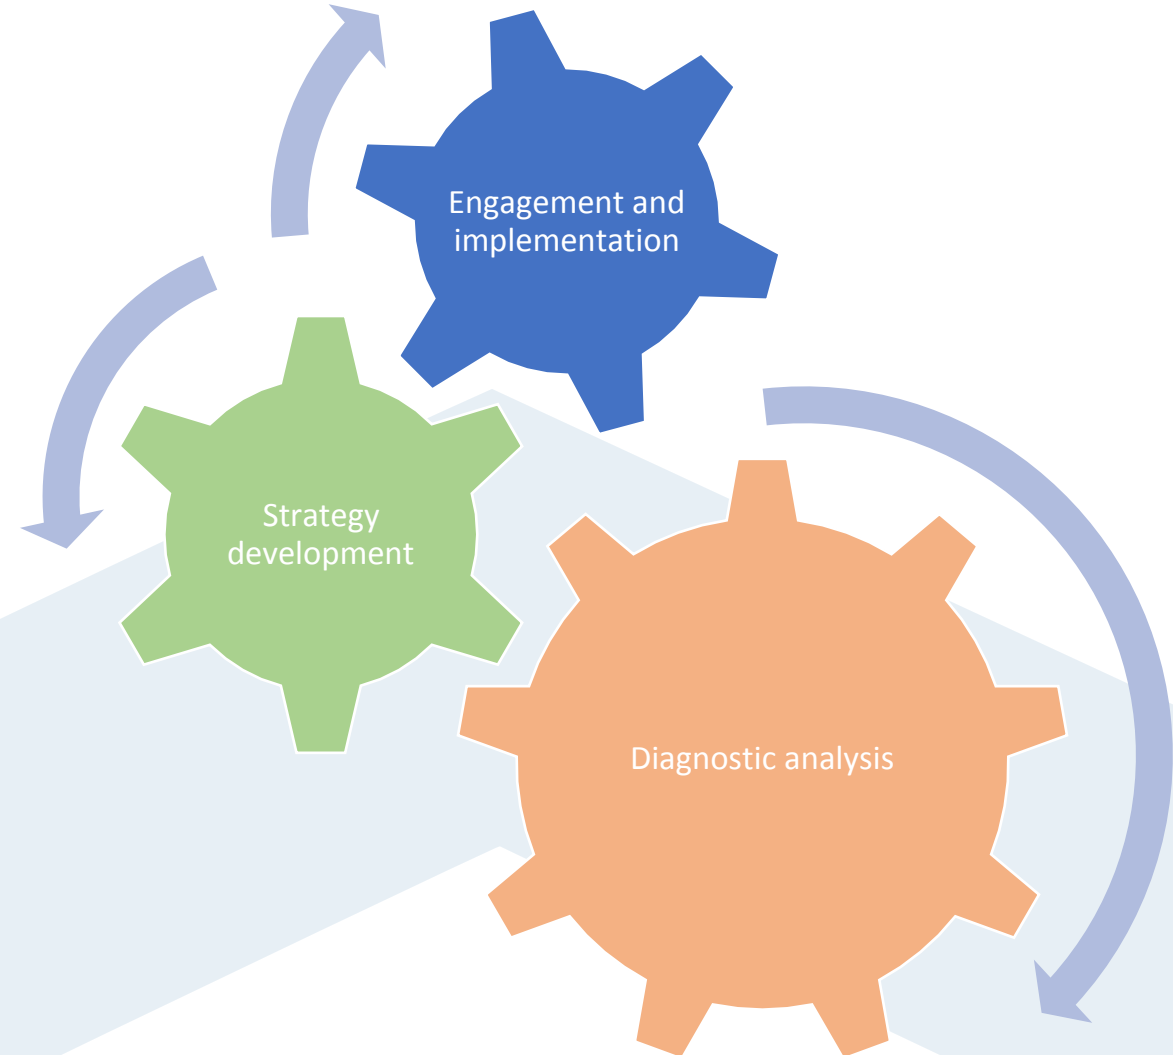 Engagement and
implementation
Strategy
development
Diagnostic analysis